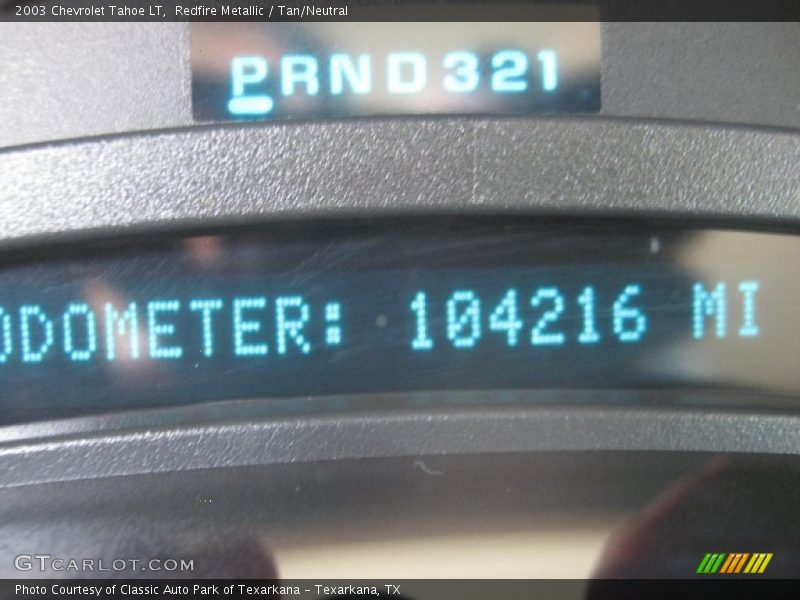 2003 Chevrolet Tahoe LT, Redfire Metallic / Tan/Neutral
PRND321
ODOMETER: 104216 MI
GTCARLOT.COM
Photo Courtesy of Classic Auto Park of Texarkana - Texarkana, TX